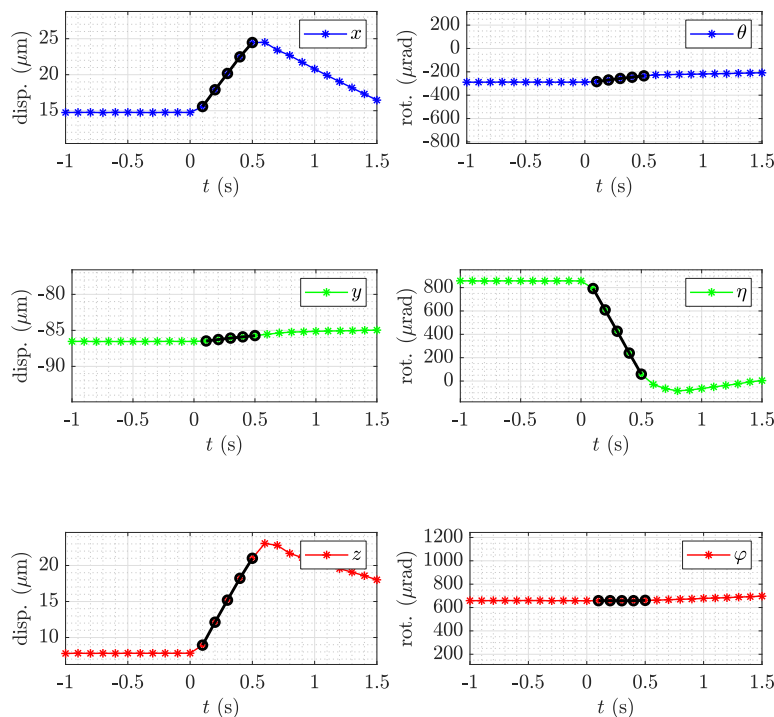 disp. (μm)
25
20
15
x
-1 -0.5 0 0.5 1 1.5
t (s)
rot. (μrad)
200
0
-200
-400
-600
-800
θ
-1 -0.5 0 0.5 1 1.5
t (s)
disp. (μm)
-80
-85
-90
y
-1 -0.5 0 0.5 1 1.5
t (s)
rot. (μrad)
800
600
400
200
0
η
-1 -0.5 0 0.5 1 1.5
t (s)
disp. (μm)
20
15
10
z
-1 -0.5 0 0.5 1 1.5
t (s)
rot. (μrad)
1200
1000
800
600
400
200
φ
-1 -0.5 0 0.5 1 1.5
t (s)